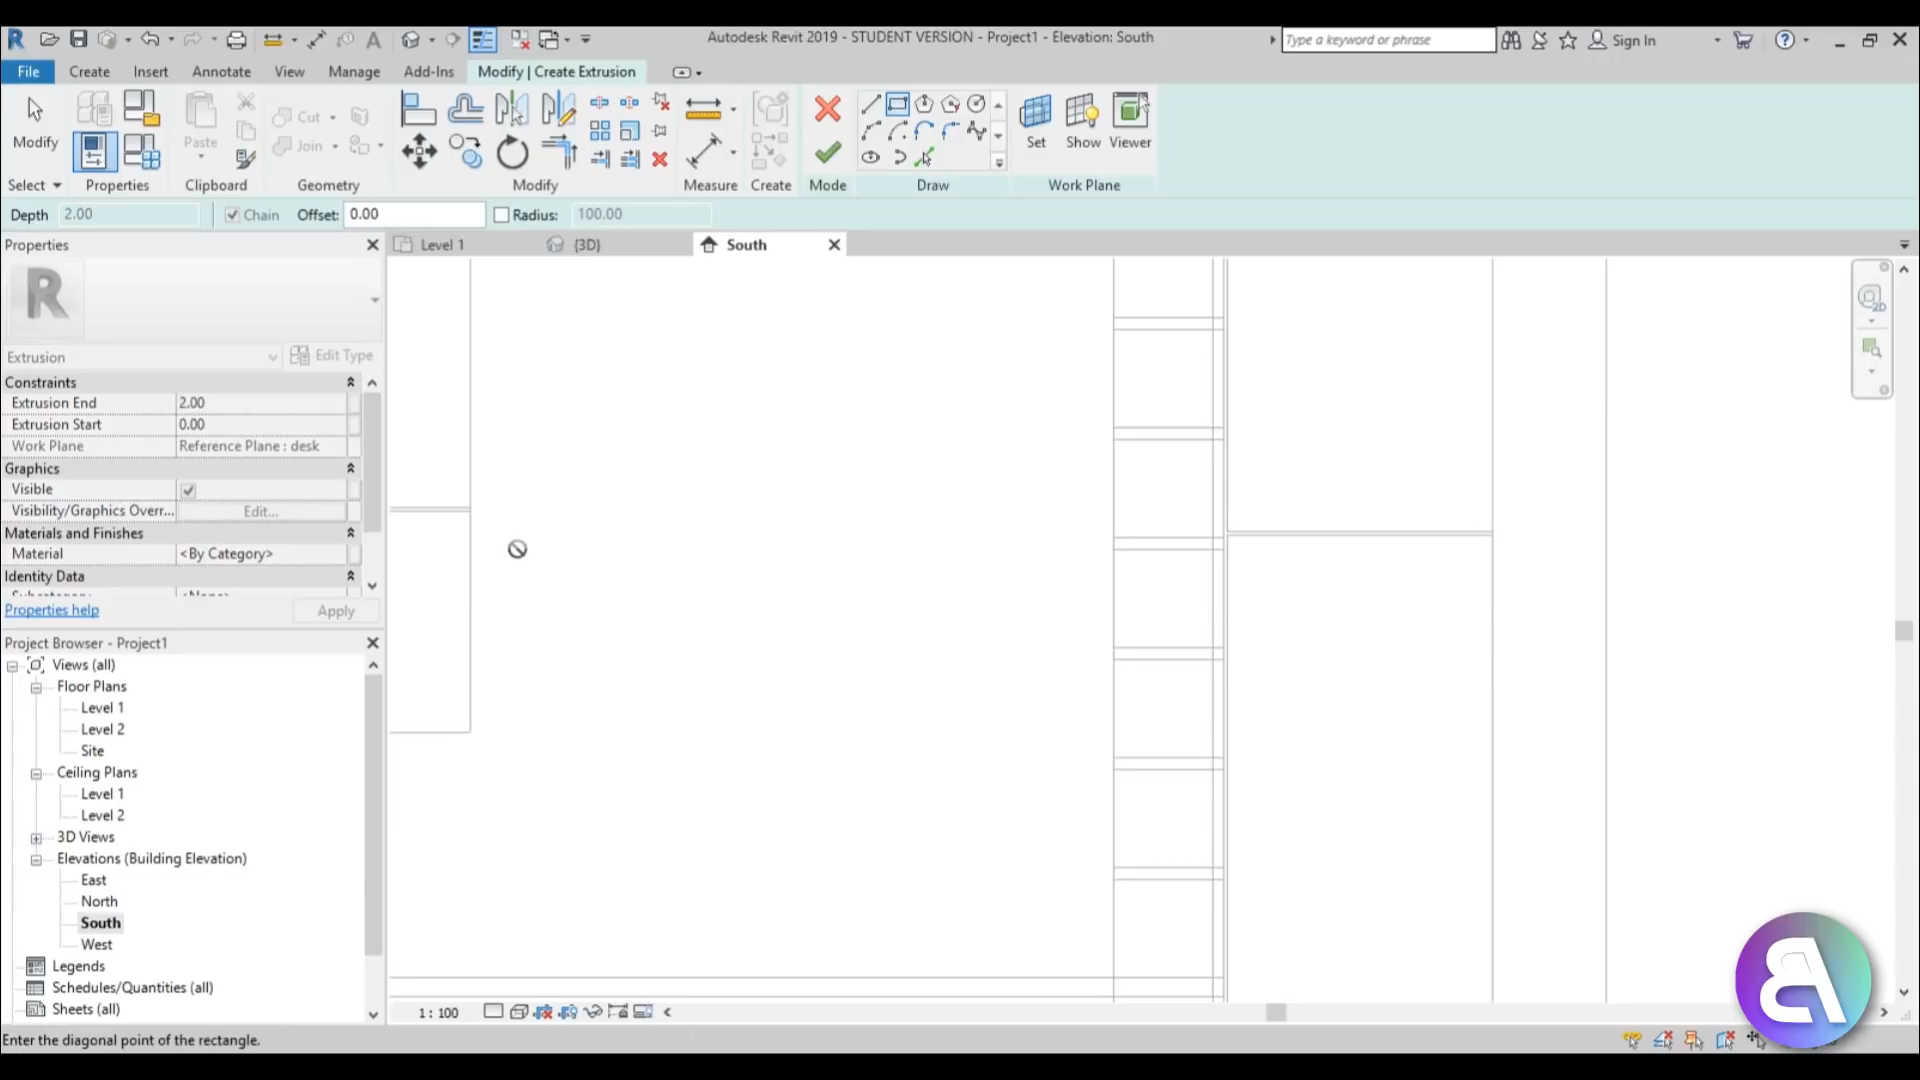 Autodesk Revit 2019 - STUDENT VERSION - Project1 - Elevation: South
Type a keyword or phrase
Sign In
File Create Insert Annotate View Manage Add-Ins Modify | Create Extrusion
Modify
Paste
Cut
Join
Set Show Viewer
Select Properties Clipboard Geometry Modify Measure Create Mode Draw Work Plane
Depth 2.00 Chain Offset: 0.00 Radius: 100.00
Properties
Level 1 {3D} South
Extrusion Edit Type
Constraints
Extrusion End 2.00
Extrusion Start 0.00
Work Plane Reference Plane : desk
Graphics
Visible
Visibility/Graphics Overr... Edit...
Materials and Finishes
Material <By Category>
Identity Data
Properties help Apply
Project Browser - Project1
Views (all)
Floor Plans
Level 1
Level 2
Site
Ceiling Plans
Level 1
Level 2
3D Views
Elevations (Building Elevation)
East
North
South
West
Legends
Schedules/Quantities (all)
Sheets (all)
1 : 100
Enter the diagonal point of the rectangle.